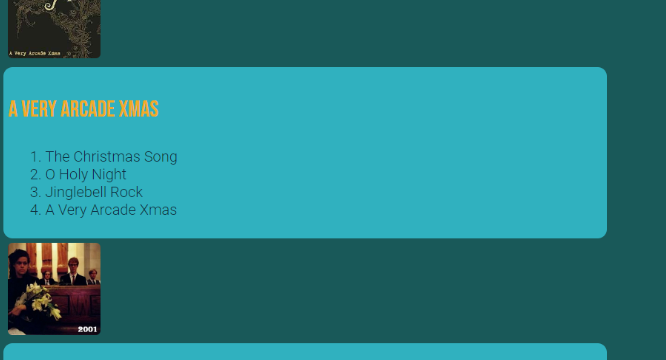 A Very Arcade Xmas
A VERY ARCADE XMAS
1. The Christmas Song
2. O Holy Night
3. Jinglebell Rock
4. A Very Arcade Xmas
2001